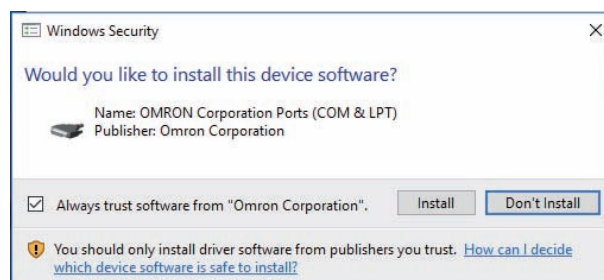 Windows Security
Would you like to install this device software?
Name: OMRON Corporation Ports (COM & LPT)
Publisher: Omron Corporation
Always trust software from "Omron Corporation".
Install
Don't Install
You should only install driver software from publishers you trust. How can I decide
which device software is safe to install?